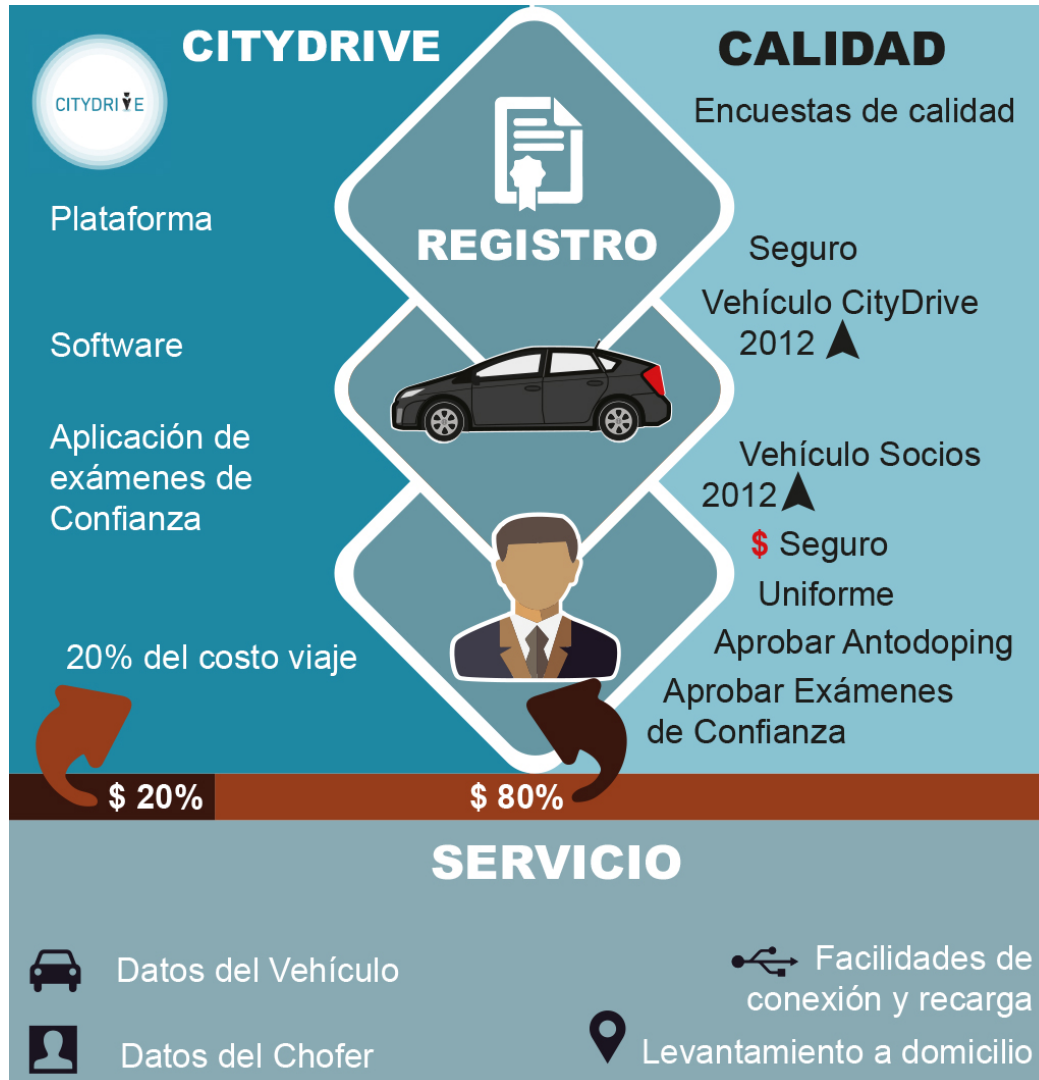 CITYDRIVE
CITYDRIVE
Plataforma
Software
Aplicación de
exámenes de
Confianza
20% del costo viaje
REGISTRO
CALIDAD
Encuestas de calidad
Seguro
Vehículo CityDrive
2012
Vehículo Socios
2012
$ Seguro
Uniforme
Aprobar Antodoping
Aprobar Exámenes
de Confianza
$ 20%
$ 80%
SERVICIO
Datos del Vehículo
Datos del Chofer
Facilidades de
conexión y recarga
Levantamiento a domicilio